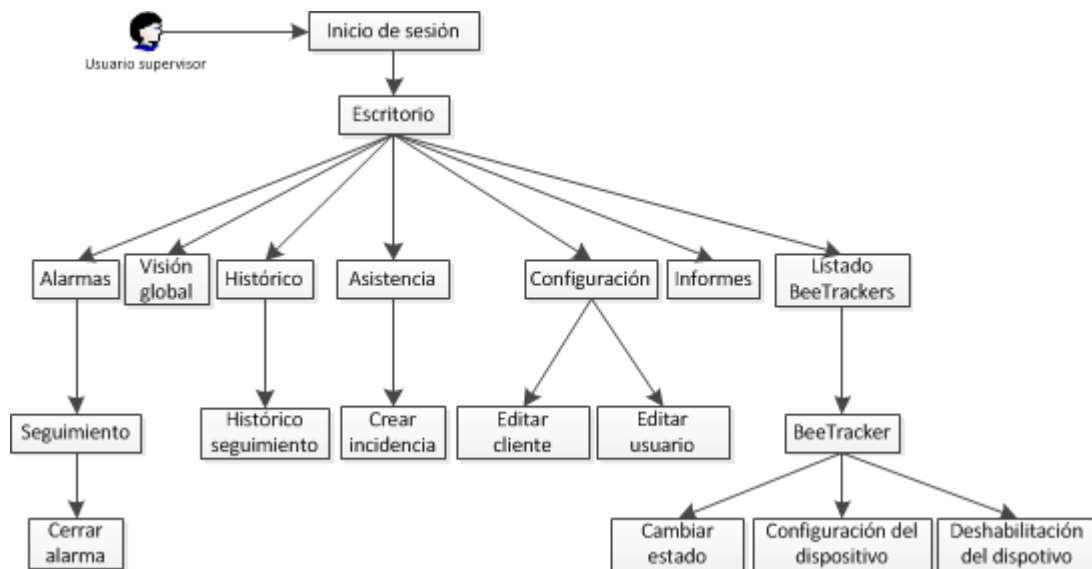 Inicio de sesión
Usuario supervisor
Escritorio
Alarmas
Visión
global
Histórico
Asistencia
Configuración
Informes
Listado
BeeTrackers
Seguimiento
Histórico
seguimiento
Crear
incidencia
Editar
cliente
Editar
usuario
BeeTracker
Cerrar
alarma
Cambiar
estado
Configuración del
dispositivo
Deshabilitación
del dispotivo